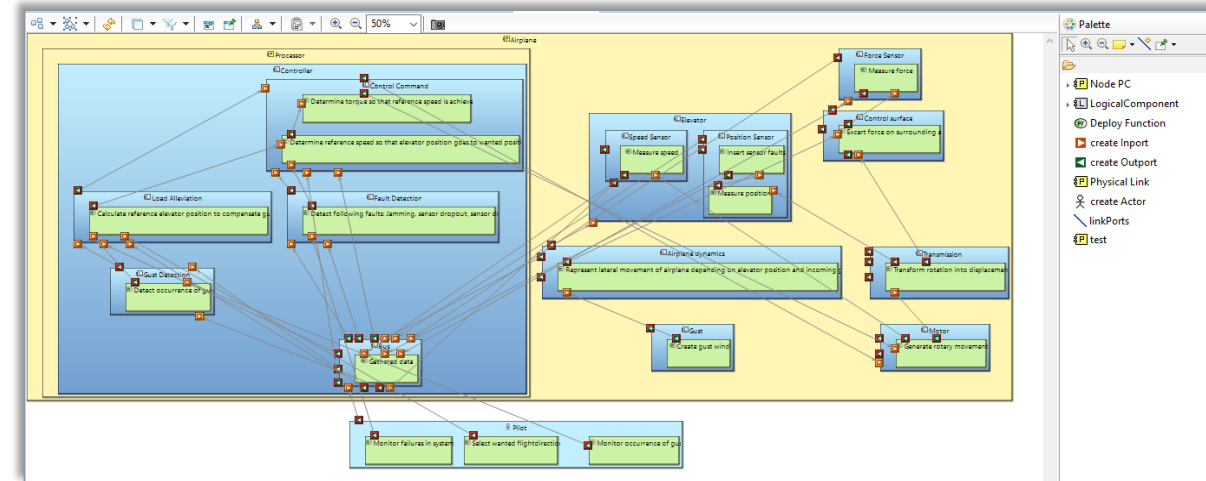 50%
Palette
Airplane
Processor
Controller
Control Command
Determine torque so that reference speed is achieve
Determine reference speed so that elevator position goes to wanted posit
Load Alleviation
Calculate reference elevator position to compensate gu
Fault Detection
Detect following faults: Jamming, sensor dropout, sensor d
Gust Detection
Detect occurrence of gu
Bus
Gathered data
Elevator
Speed Sensor
Measure speed
Position Sensor
Insert sensor faults
Measure position
Force Sensor
Measure force
Control surface
Excert force on surrounding a
Airplane dynamics
Represent lateral movement of airplane depending on elevator position and incoming g
Transmission
Transform rotation into displacemen
Gust
Create gust wind
Motor
Generate rotary movement
Pilot
Monitor failures in system
Select wanted flightdirectio
Monitor occurrence of gu
Node PC
LogicalComponent
Deploy Function
create Inport
create Outport
Physical Link
create Actor
linkPorts
test